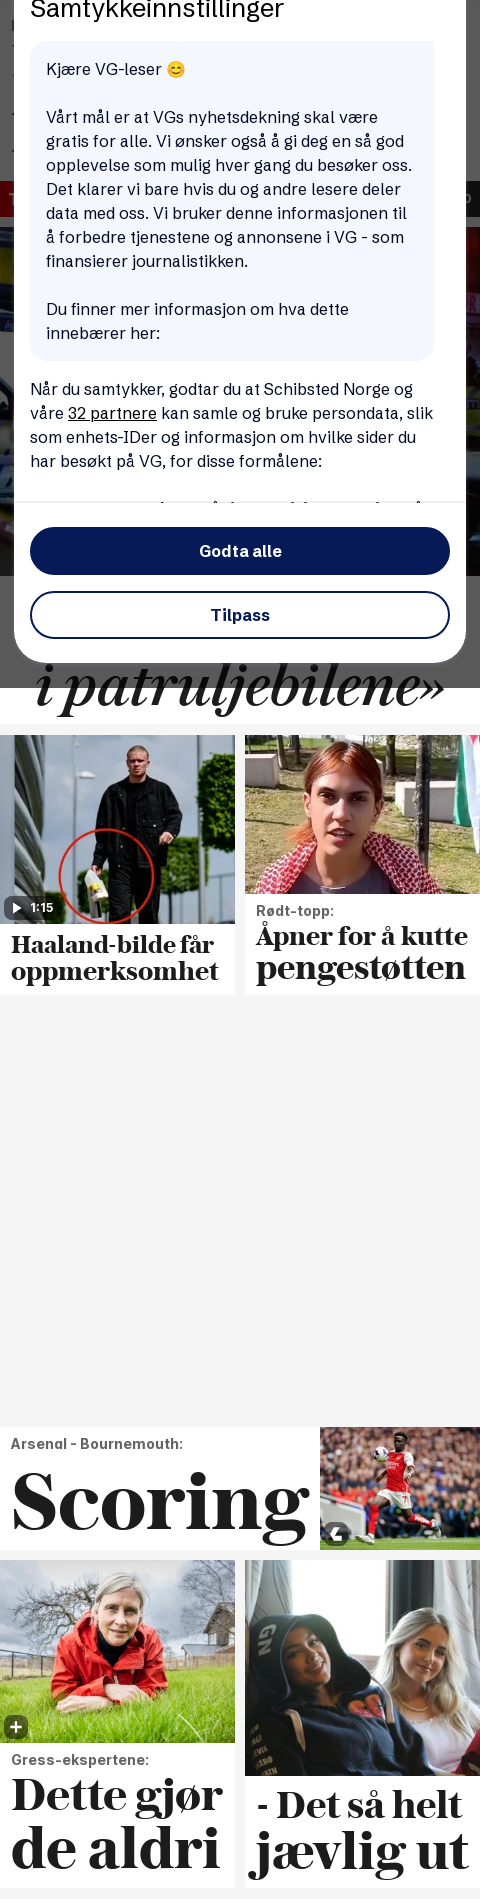 Samtykkeinnstillinger
Kjære VG-leser 😊
Vårt mål er at VGs nyhetsdekning skal være
gratis for alle. Vi ønsker også å gi deg en så god
opplevelse som mulig hver gang du besøker oss.
Det klarer vi bare hvis du og andre lesere deler
data med oss. Vi bruker denne informasjonen til
å forbedre tjenestene og annonsene i VG - som
finansierer journalistikken.
Du finner mer informasjon om hva dette
innebærer her:
Når du samtykker, godtar du at Schibsted Norge og
våre 32 partnere kan samle og bruke persondata, slik
som enhets-IDer og informasjon om hvilke sider du
har besøkt på VG, for disse formålene:
Godta alle
Tilpass
i patruljebilene»
1:15
Haaland-bilde får
oppmerksomhet
Rødt-topp:
Åpner for å kutte
pengestøtten
Arsenal - Bournemouth:
Scoring
Gress-ekspertene:
Dette gjør
de aldri
- Det så helt
jævlig ut